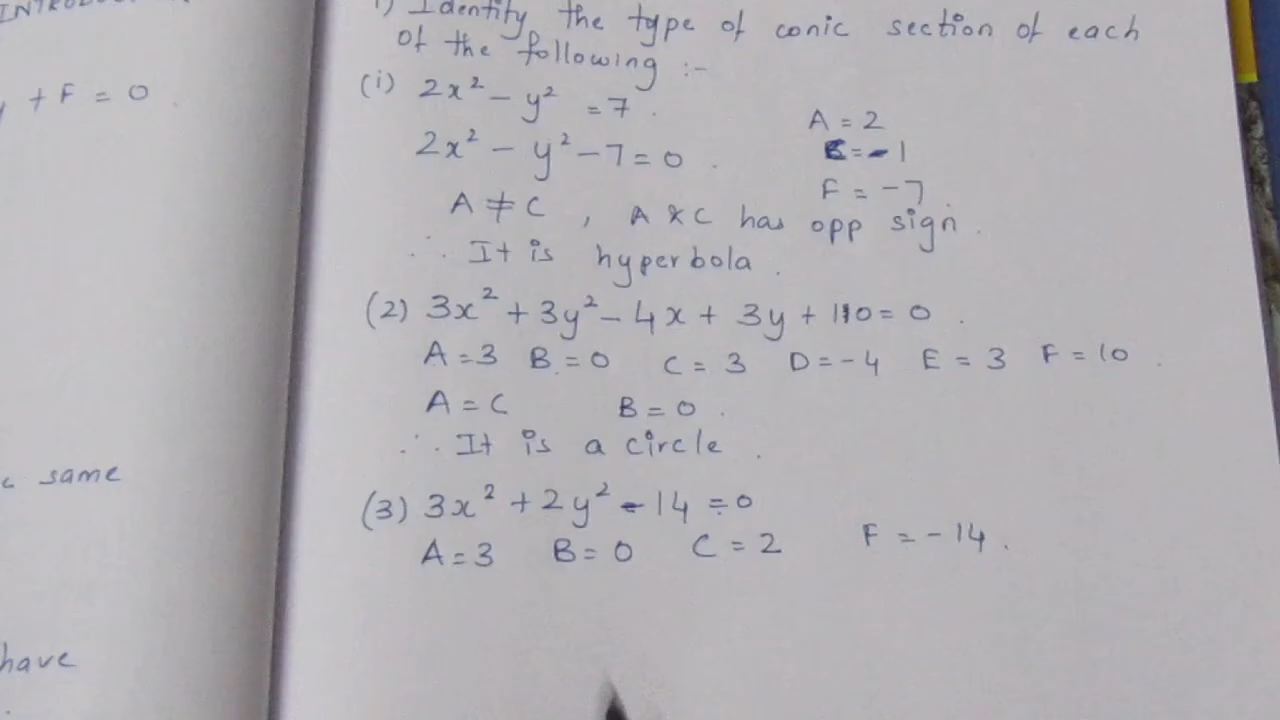 + F = 0
same
have
Identify the type of conic section of each
of the following :-
(i) 2x² - y² = 7.
2x² - y² - 7 = 0.
A = 2
C = -1
F = -7
A ≠ C, A & C has opp sign.
∴ It is hyperbola.
(2) 3x² + 3y² - 4x + 3y + 110 = 0.
A = 3 B = 0 C = 3 D = -4 E = 3 F = 10.
A = C B = 0.
∴ It is a circle.
(3) 3x² + 2y² - 14 = 0
A = 3 B = 0 C = 2 F = -14.